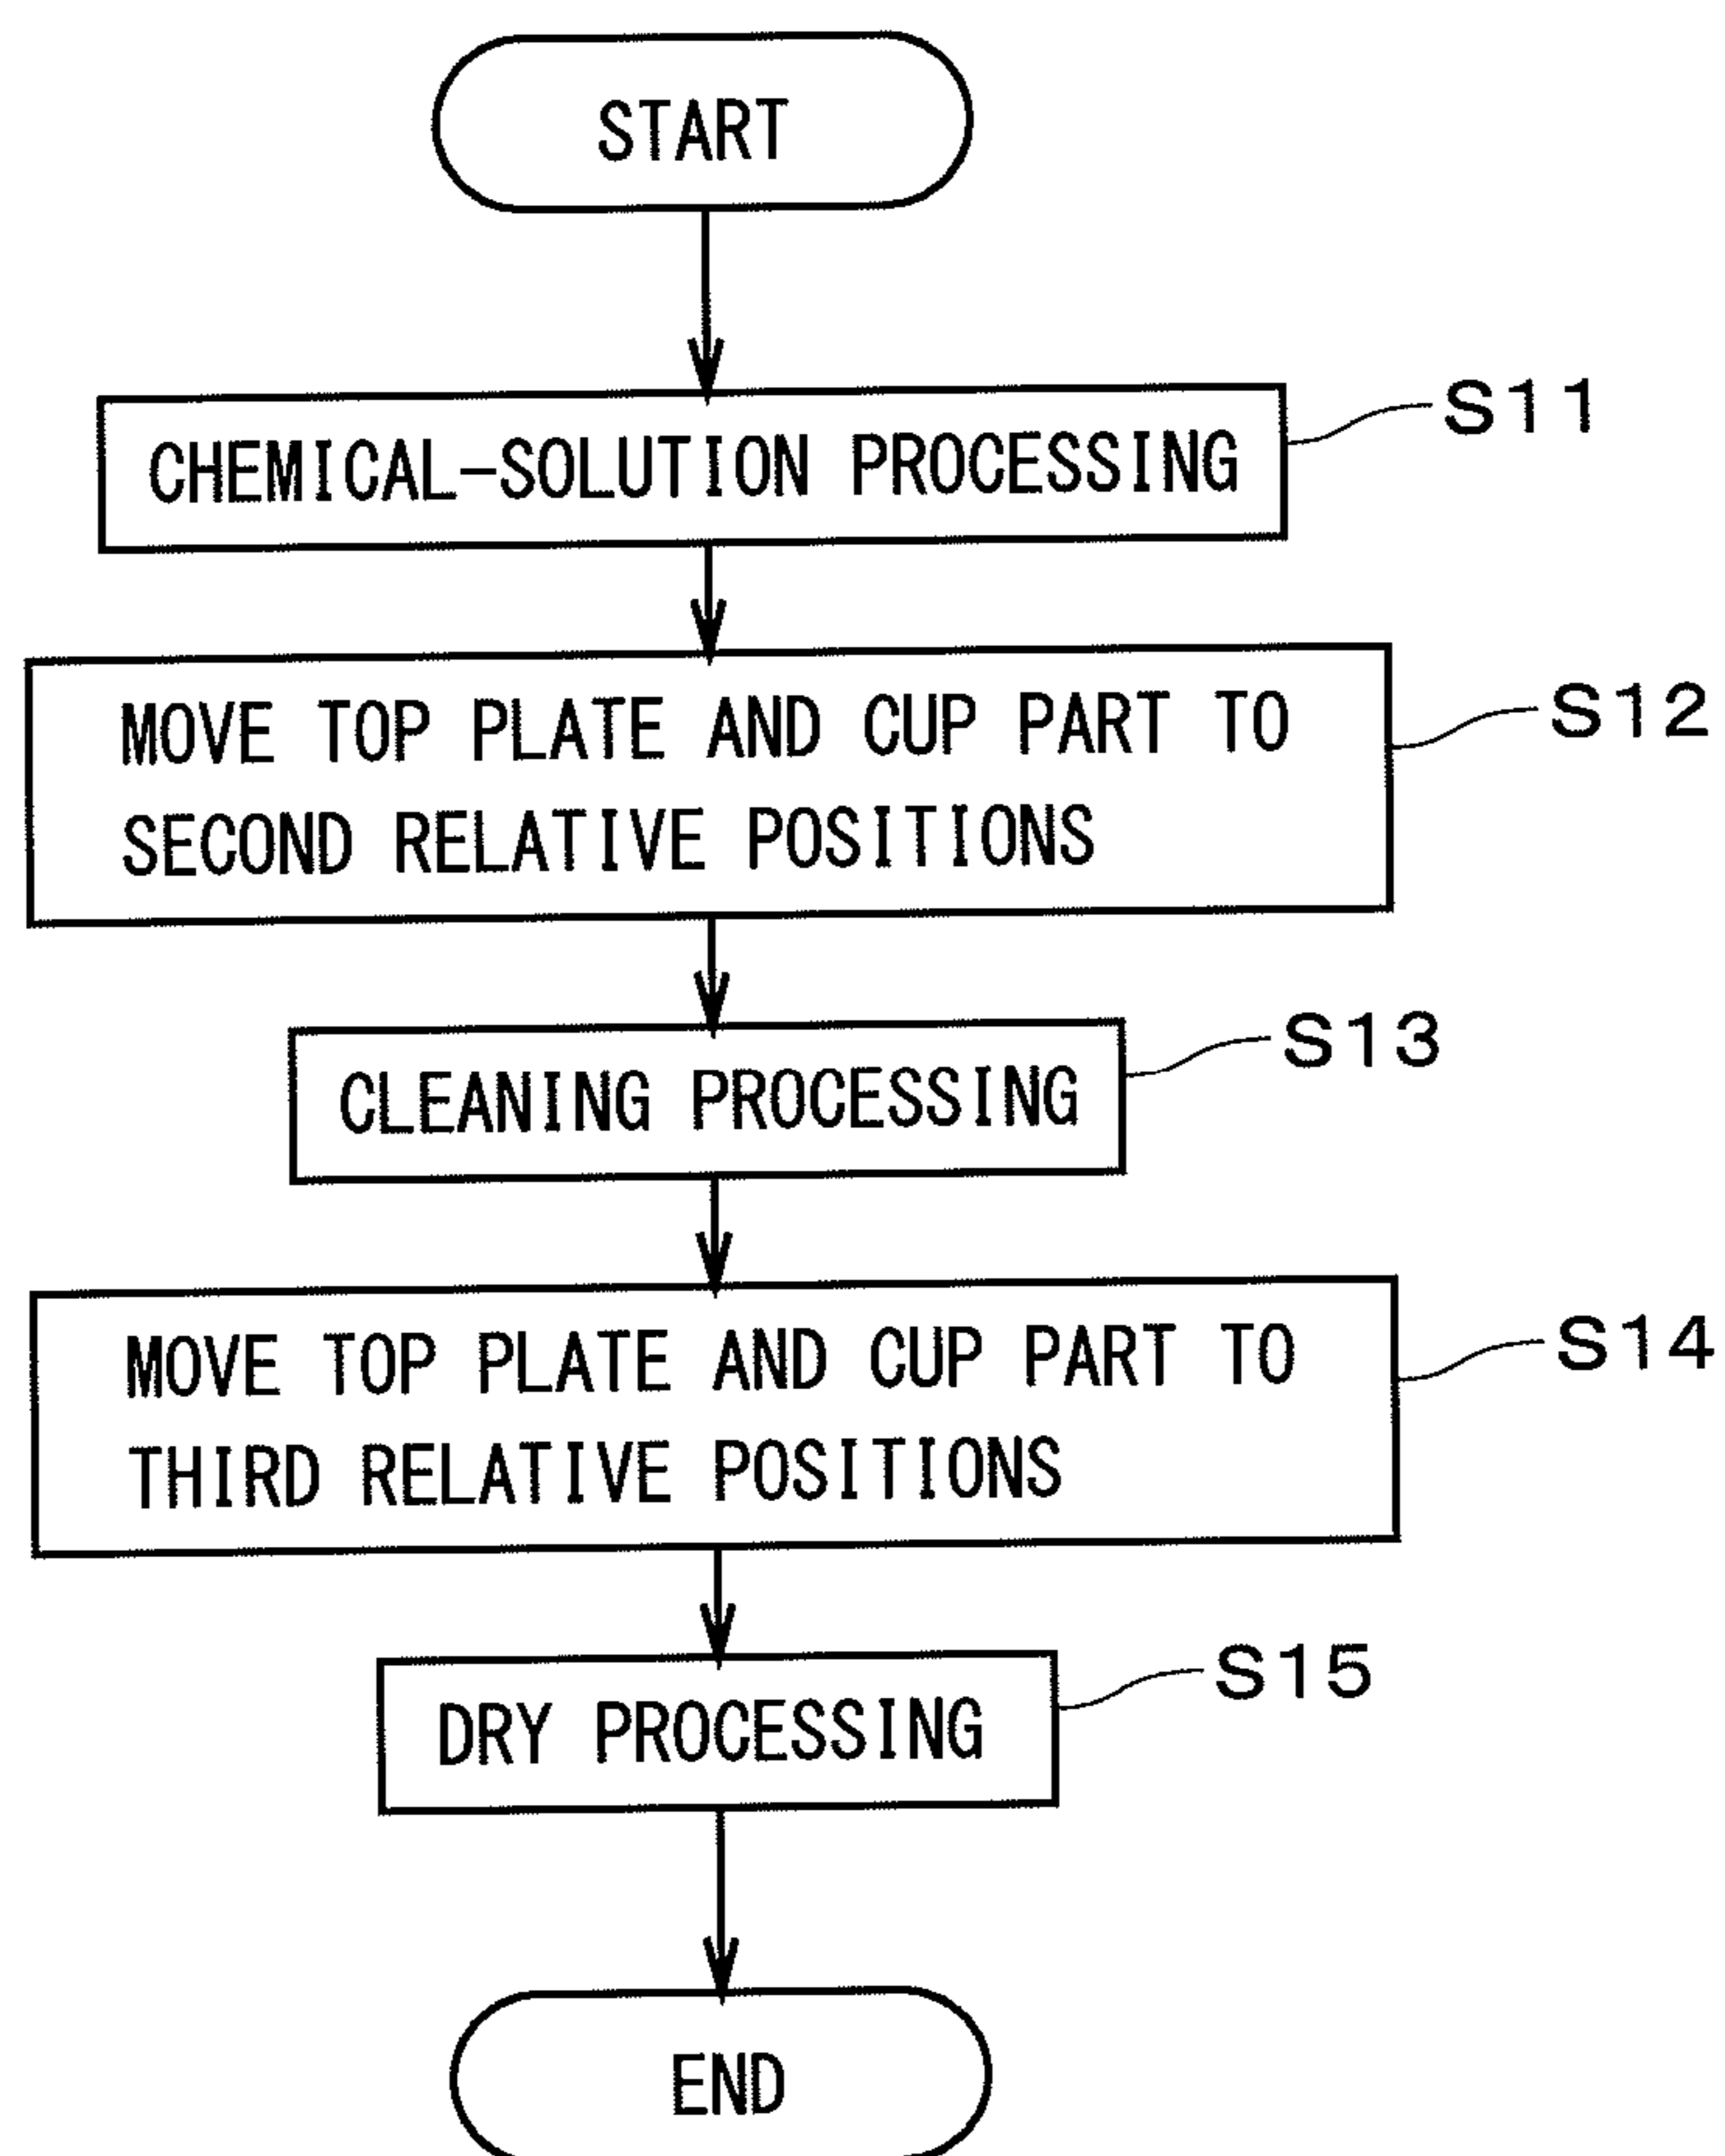 START
CHEMICAL-SOLUTION PROCESSING
S11
MOVE TOP PLATE AND CUP PART TO
SECOND RELATIVE POSITIONS
S12
CLEANING PROCESSING
S13
MOVE TOP PLATE AND CUP PART TO
THIRD RELATIVE POSITIONS
S14
DRY PROCESSING
S15
END